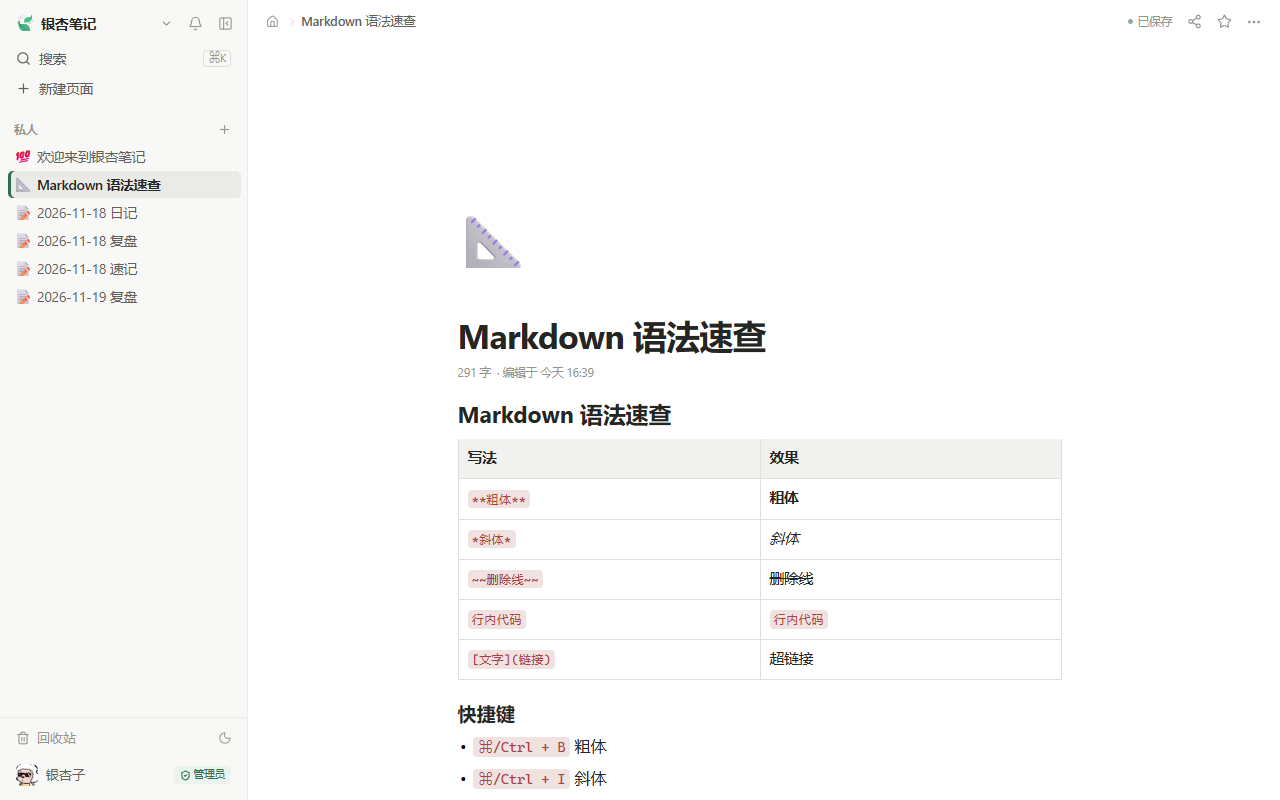 银杏笔记
搜索 ⌘K
新建页面
私人
💯 欢迎来到银杏笔记
📐 Markdown 语法速查
📝 2026-11-18 日记
📝 2026-11-18 复盘
📝 2026-11-18 速记
📝 2026-11-19 复盘
回收站
银杏子 管理员
Markdown 语法速查 已保存
Markdown 语法速查
291 字 · 编辑于 今天 16:39
Markdown 语法速查
写法 效果
**粗体** 粗体
*斜体* 斜体
~~删除线~~ 删除线
行内代码 行内代码
[文字](链接) 超链接
快捷键
• ⌘/Ctrl + B 粗体
• ⌘/Ctrl + I 斜体